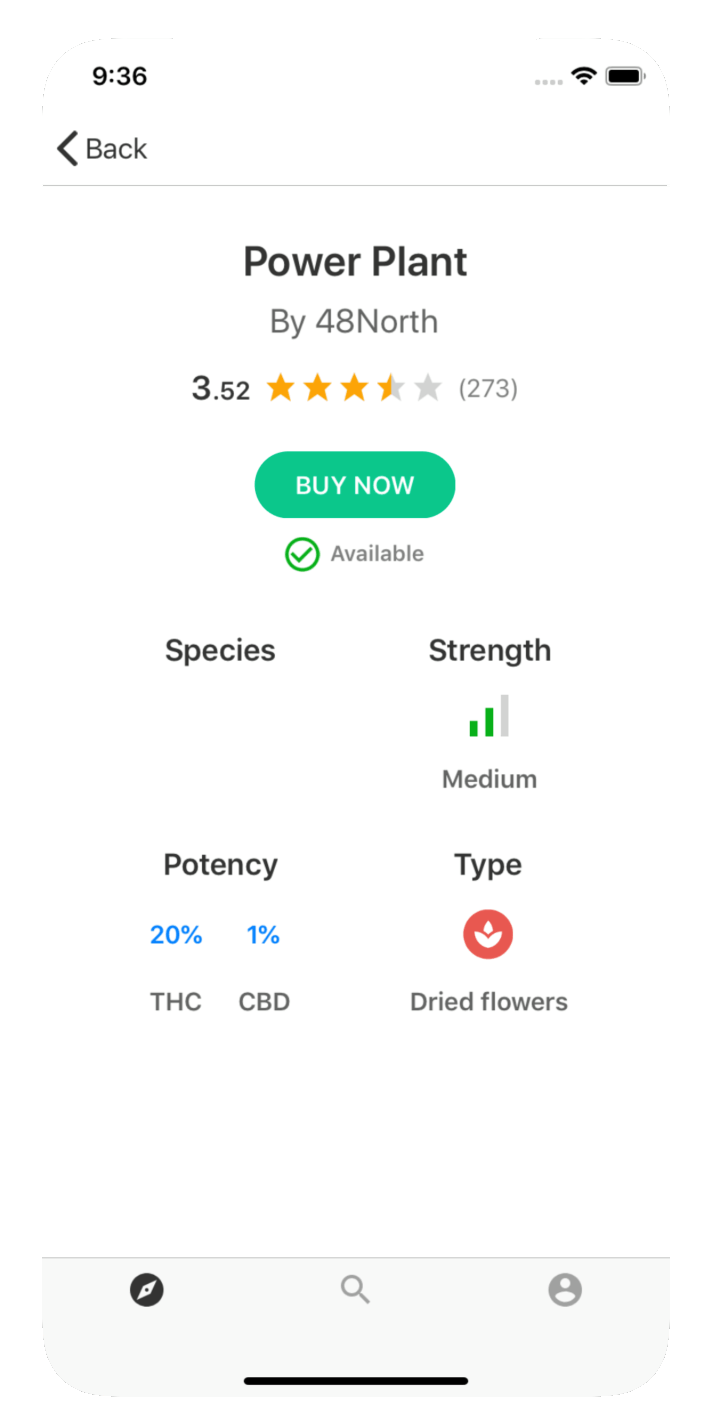 9:36
Back
Power Plant
By 48North
3.52 (273)
BUY NOW
Available
Species Strength
Medium
Potency Type
20% 1%
THC CBD Dried flowers